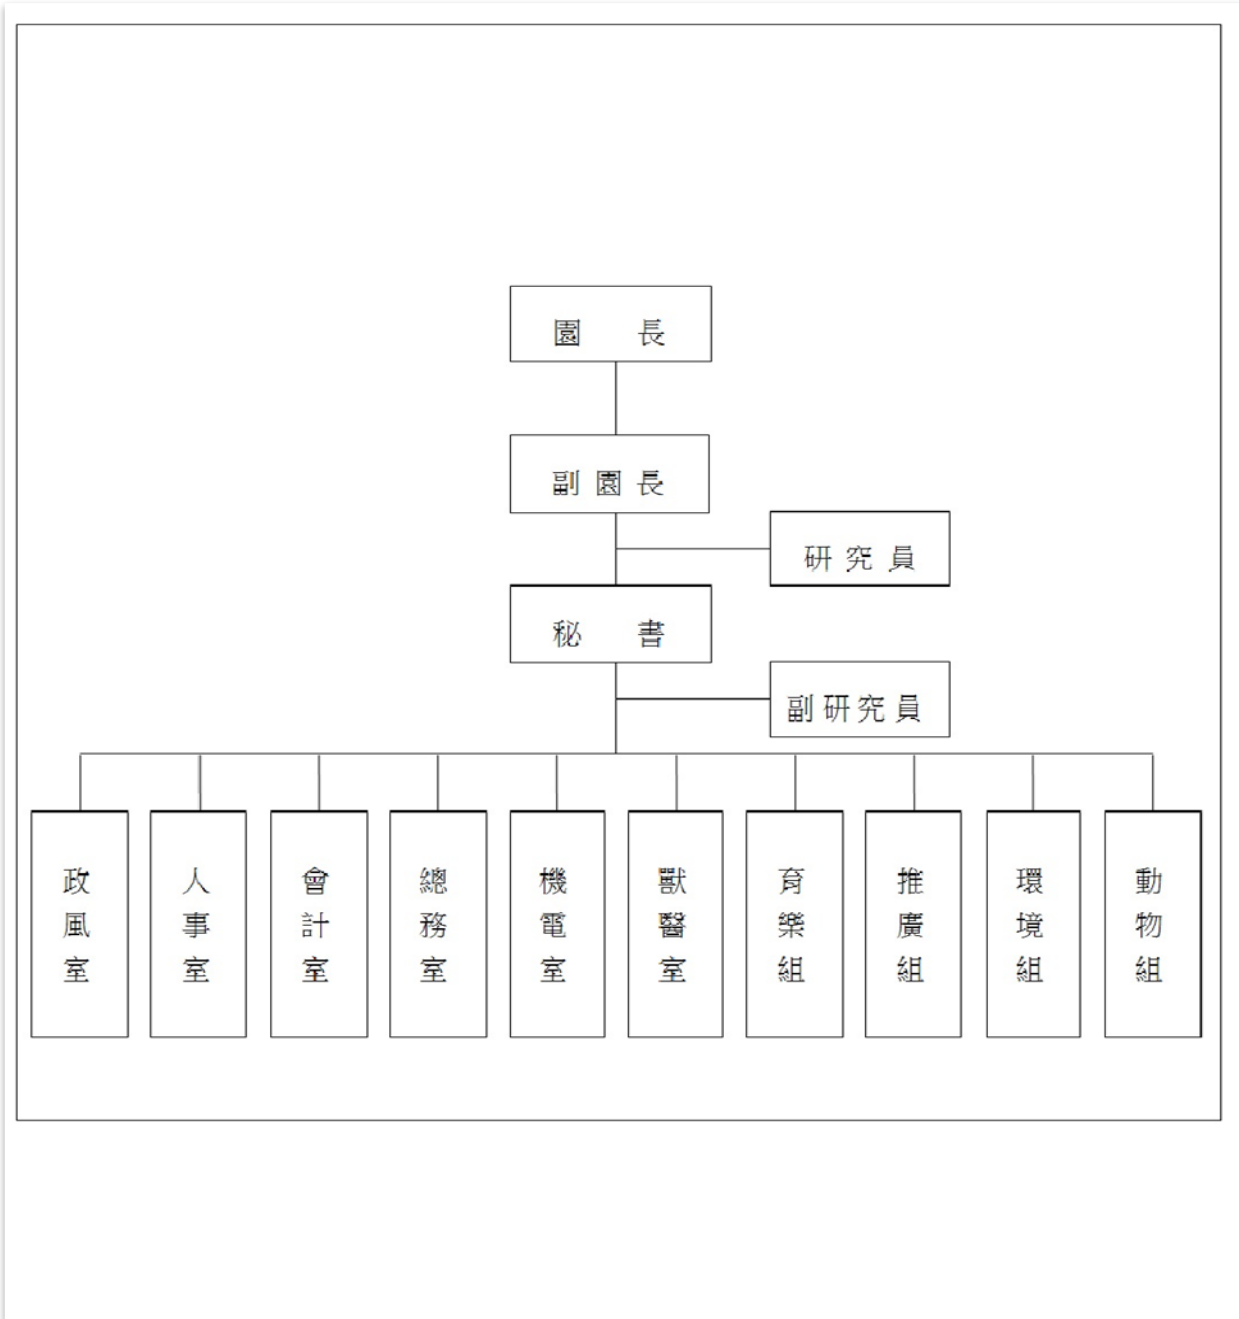 園 長
副 園 長
研 究 員
秘 書
副 研 究 員
政風室
人事室
會計室
總務室
機電室
獸醫室
育樂組
推廣組
環境組
動物組